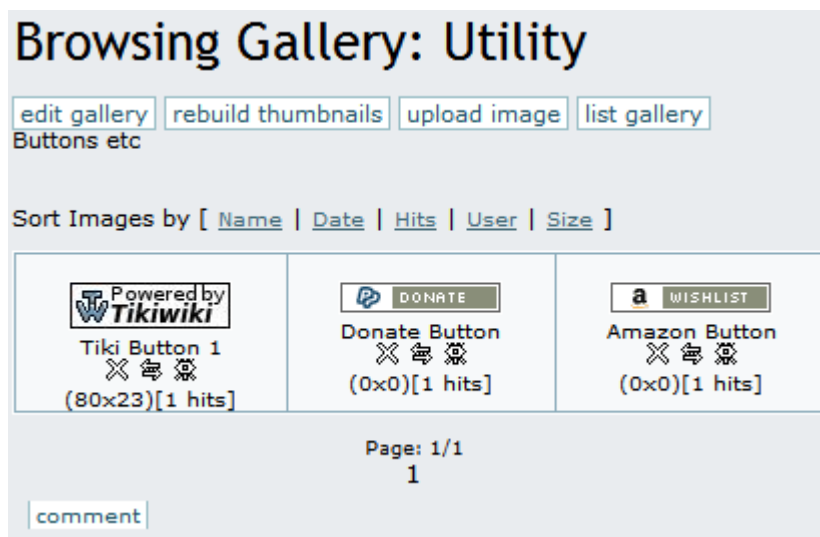 Browsing Gallery: Utility
edit gallery rebuild thumbnails upload image list gallery
Buttons etc
Sort Images by [ Name | Date | Hits | User | Size ]
Powered by
Tikiwiki
Tiki Button 1
(80x23)[1 hits]
DONATE
Donate Button
(0x0)[1 hits]
a WISHLIST
Amazon Button
(0x0)[1 hits]
Page: 1/1
1
comment